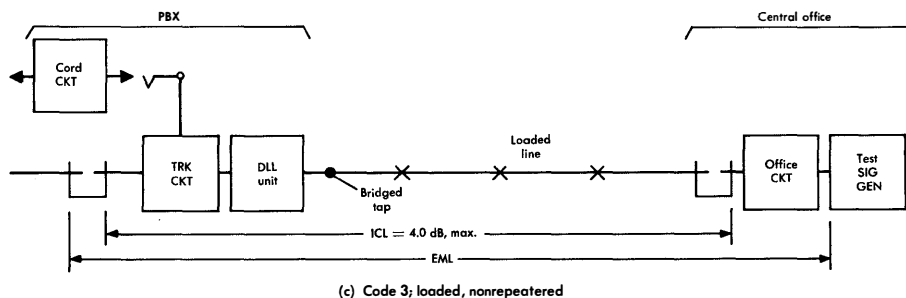 PBX
Central office
Cord
CKT
TRK
CKT
DLL
unit
Bridged
tap
Loaded
line
Office
CKT
Test
SIG
GEN
ICL = 4.0 dB, max.
EML
(c) Code 3; loaded, nonrepeatered